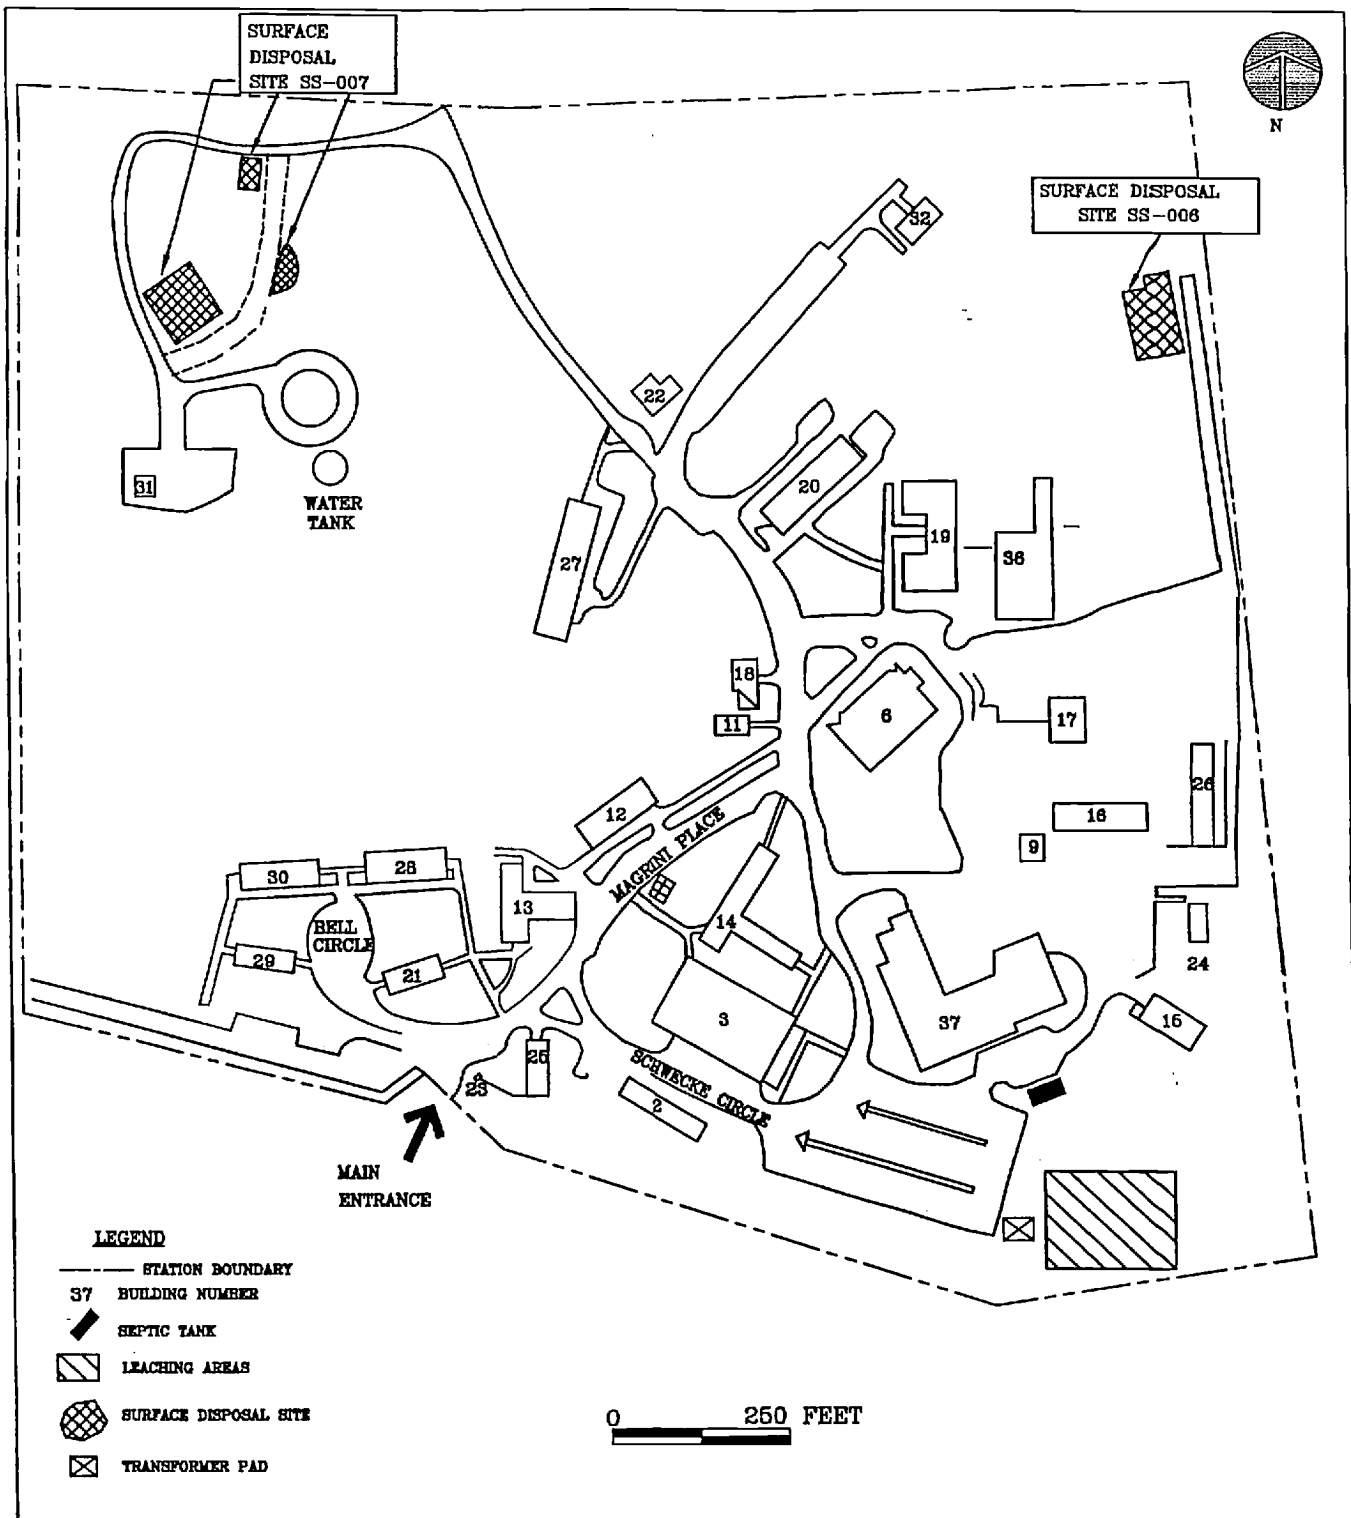 SURFACE
DISPOSAL
SITE SS-007
N
SURFACE DISPOSAL
SITE SS-006
32
22
31
WATER
TANK
20
19
36
27
18
11
6
17
26
16
9
12
MAGRINI PLACE
30
28
13
14
BELL
CIRCLE
29
21
24
3
37
15
25
23
SCHWECKE CIRCLE
2
MAIN
ENTRANCE
LEGEND
STATION BOUNDARY
37 BUILDING NUMBER
SEPTIC TANK
LEACHING AREAS
SURFACE DISPOSAL SITE
TRANSFORMER PAD
0 250 FEET